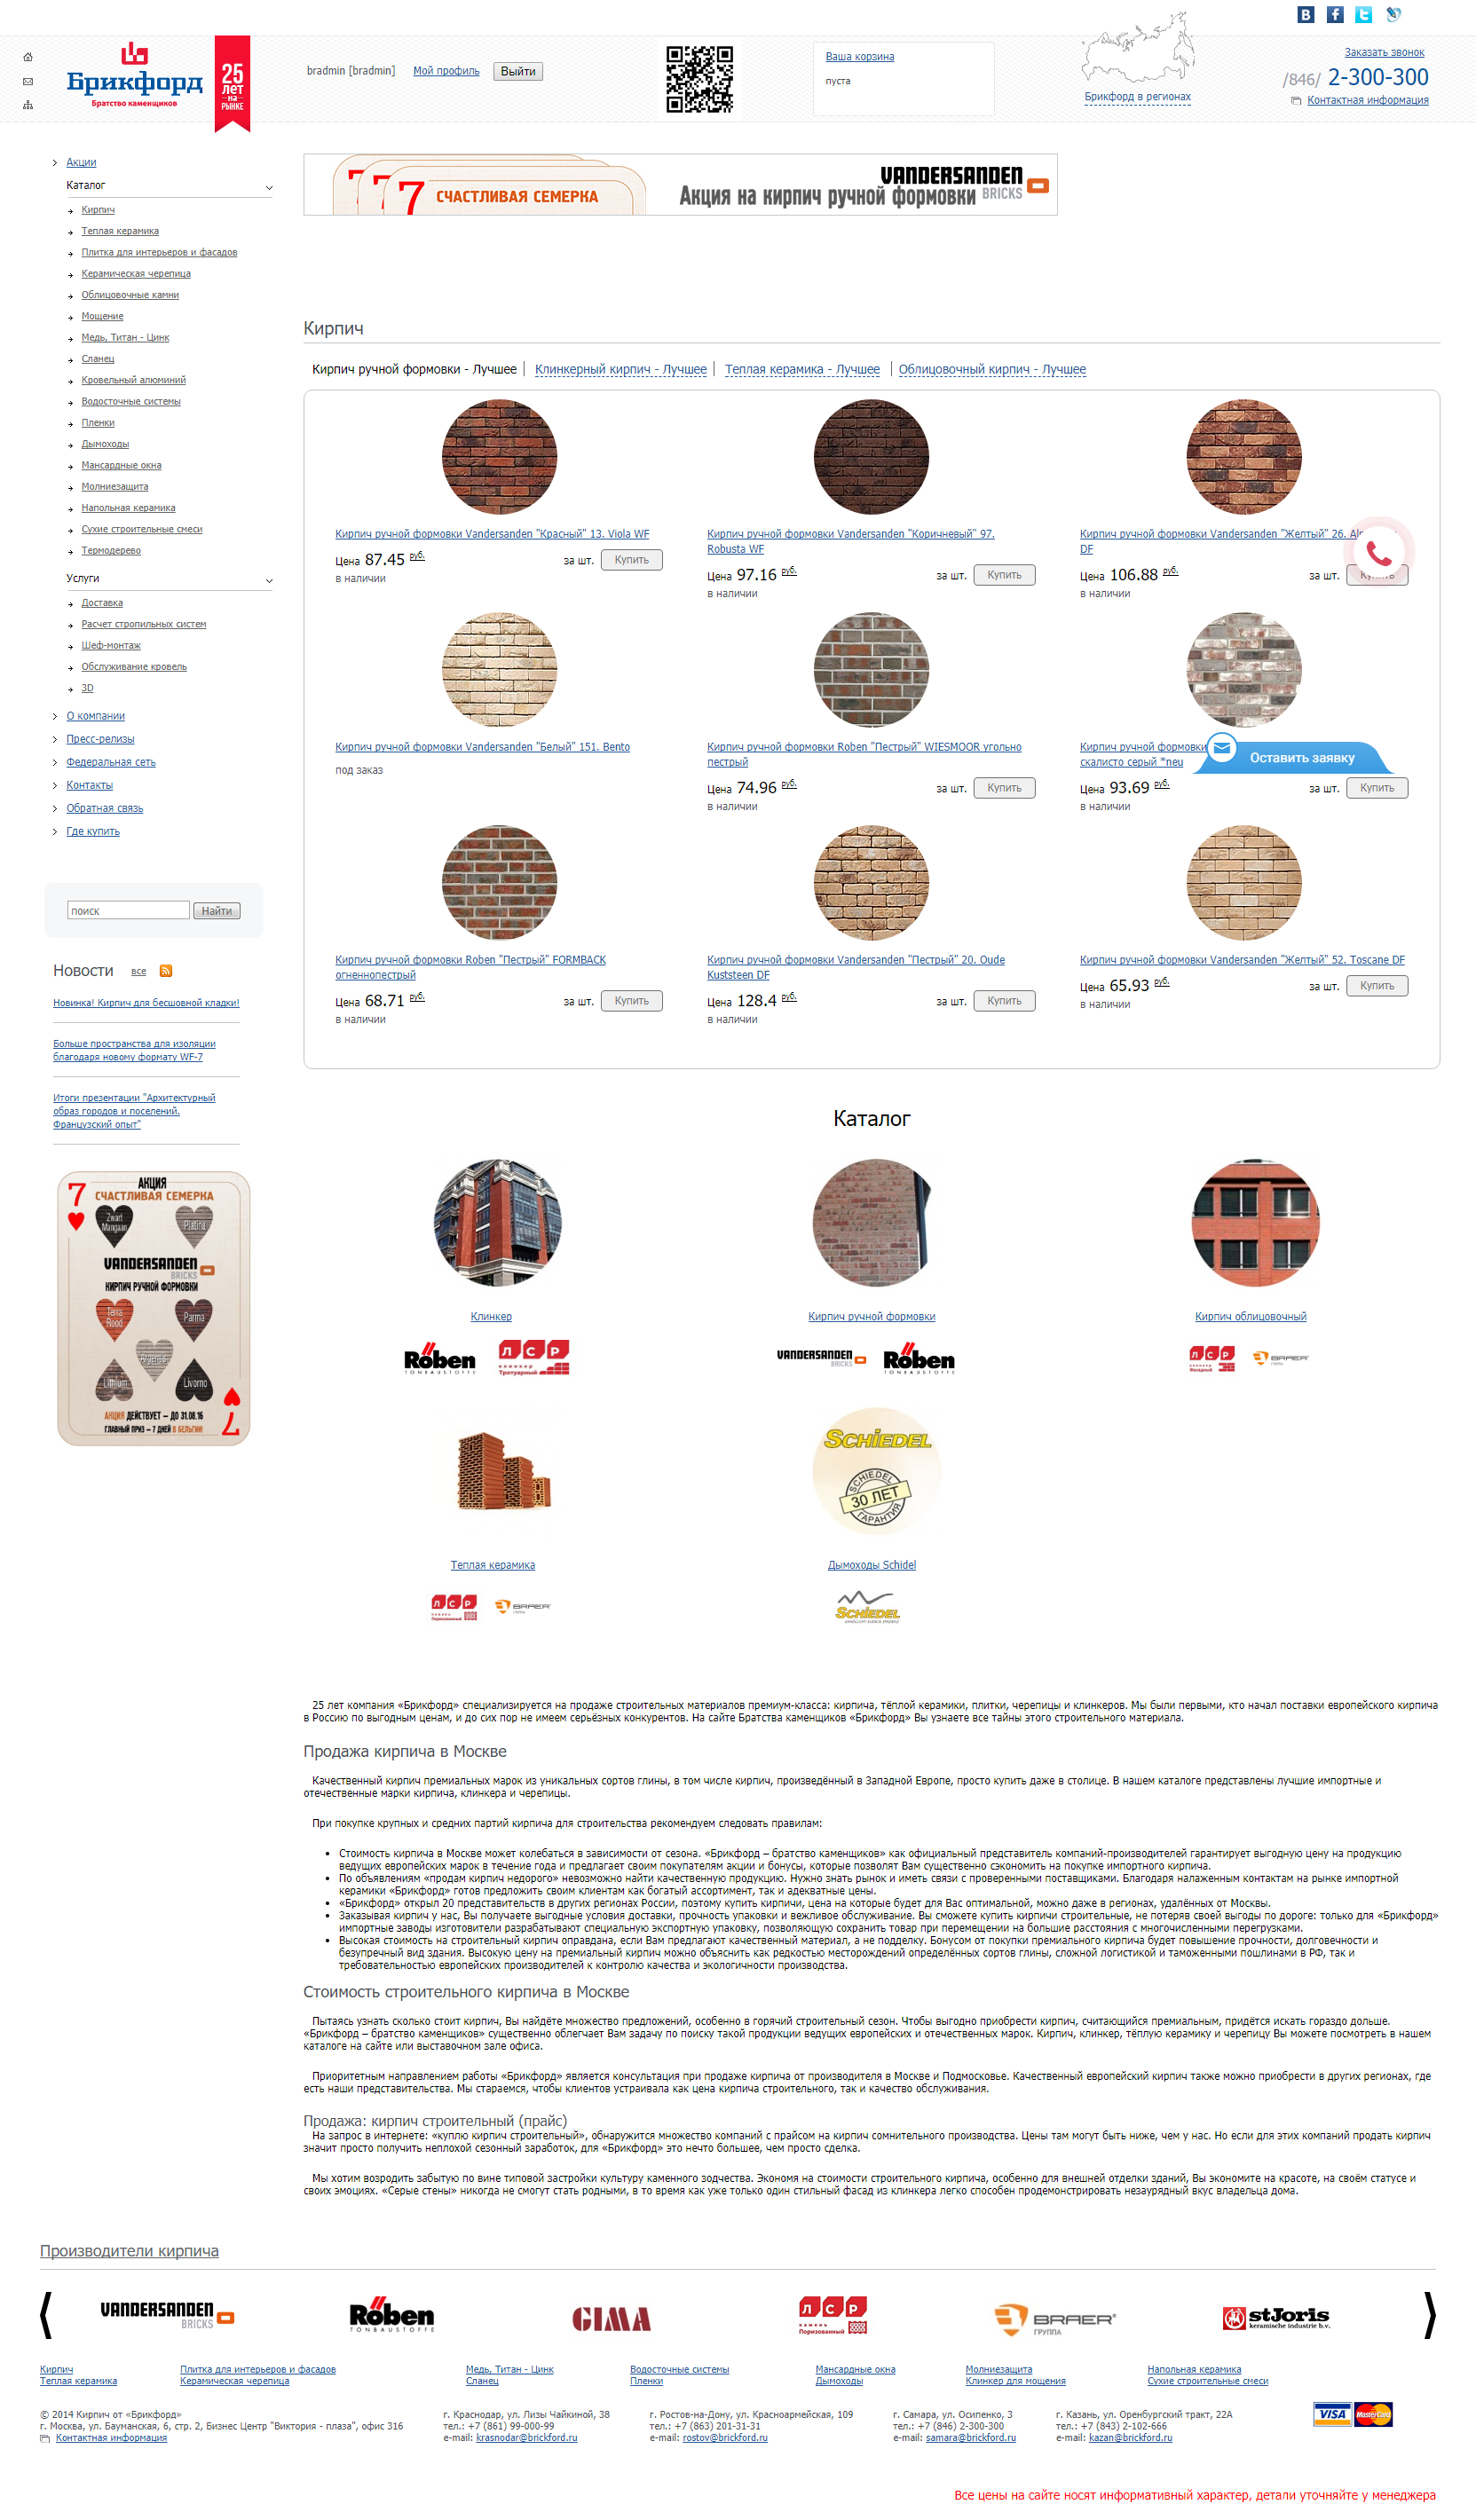 Брикфорд
Братство каменщиков
25
лет
на
РЫНКЕ
bradmin [bradmin]
Мой профиль
Выйти
Ваша корзина
пуста
Брикфорд в регионах
Заказать звонок
/846/ 2-300-300
Контактная информация
Акции
Каталог
Кирпич
Теплая керамика
Плитка для интерьеров и фасадов
Керамическая черепица
Облицовочные камни
Мощение
Медь, Титан - Цинк
Сланец
Кровельный алюминий
Водосточные системы
Пленки
Дымоходы
Мансардные окна
Молниезащита
Напольная керамика
Сухие строительные смеси
Термодерево
Услуги
Доставка
Расчет стропильных систем
Шеф-монтаж
Обслуживание кровель
3D
О компании
Пресс-релизы
Федеральная сеть
Контакты
Обратная связь
Где купить
поиск
Найти
Новости все
Новинка! Кирпич для бесшовной кладки!
Больше пространства для изоляции
благодаря новому формату WF-7
Итоги презентации "Архитектурный
образ городов и поселений.
Французский опыт"
7 АКЦИЯ
СЧАСТЛИВАЯ СЕМЕРКА
Zwart Mangaan
Platina
VANDERSANDEN
BRICKS
КИРПИЧ РУЧНОЙ ФОРМОВКИ
Terra Rood
Parma
Lithium
Livorno
АКЦИЯ ДЕЙСТВУЕТ – ДО 31.08.16
ГЛАВНЫЙ ПРИЗ – 7 ДНЕЙ В БЕЛЬГИИ!
7
7 7 7 СЧАСТЛИВАЯ СЕМЕРКА
Акция на кирпич ручной формовки
VANDERSANDEN
BRICKS
Кирпич
Кирпич ручной формовки - Лучшее
Клинкерный кирпич - Лучшее
Теплая керамика - Лучшее
Облицовочный кирпич - Лучшее
Кирпич ручной формовки Vandersanden "Красный" 13. Viola WF
Цена 87.45 руб. за шт. Купить
в наличии
Кирпич ручной формовки Vandersanden "Коричневый" 97.
Robusta WF
Цена 97.16 руб. за шт. Купить
в наличии
Кирпич ручной формовки Vandersanden "Желтый" 26.
DF
Цена 106.88 руб. за шт. Купить
в наличии
Кирпич ручной формовки Vandersanden "Белый" 151. Bento
под заказ
Кирпич ручной формовки Roben "Пестрый" WIESMOOR угольно
пестрый
Цена 74.96 руб. за шт. Купить
в наличии
Кирпич ручной формовки
скалисто серый "neu
Цена 93.69 руб. за шт. Купить
в наличии
Оставить заявку
Кирпич ручной формовки Roben "Пестрый" FORMBACK
огненнопестрый
Цена 68.71 руб. за шт. Купить
в наличии
Кирпич ручной формовки Vandersanden "Пестрый" 20. Oude
Kuststeen DF
Цена 128.4 руб. за шт. Купить
в наличии
Кирпич ручной формовки Vandersanden "Желтый" 52. Toscane DF
Цена 65.93 руб. за шт. Купить
в наличии
Каталог
Клинкер
Röben
TONBAUSTOFFE
ЛСР
клинкер
Тротуарный
Кирпич ручной формовки
VANDERSANDEN
BRICKS
Röben
TONBAUSTOFFE
Кирпич облицовочный
ЛСР
BRAER
Теплая керамика
ЛСР
BRAER
SCHIEDEL
SCHIEDEL
30 ЛЕТ
ГАРАНТИЯ
Дымоходы Schidel
SCHIEDEL
25 лет компания «Брикфорд» специализируется на продаже строительных материалов премиум-класса: кирпича, тёплой керамики, плитки, черепицы и клинкеров. Мы были первыми, кто начал поставки европейского кирпича
в Россию по выгодным ценам, и до сих пор не имеем серьёзных конкурентов. На сайте Братства каменщиков «Брикфорд» Вы узнаете все тайны этого строительного материала.
Продажа кирпича в Москве
Качественный кирпич премиальных марок из уникальных сортов глины, в том числе кирпич, произведённый в Западной Европе, просто купить даже в столице. В нашем каталоге представлены лучшие импортные и
отечественные марки кирпича, клинкера и черепицы.
При покупке крупных и средних партий кирпича для строительства рекомендуем следовать правилам:
• Стоимость кирпича в Москве может колебаться в зависимости от сезона. «Брикфорд – братство каменщиков» как официальный представитель компаний-производителей гарантирует выгодную цену на продукцию
ведущих европейских марок в течение года и предлагает своим покупателям акции и бонусы, которые позволят Вам существенно сэкономить на покупке импортного кирпича.
• По объявлениям «продам кирпич недорого» невозможно найти качественную продукцию. Нужно знать рынок и иметь связи с проверенными поставщиками. Благодаря налаженным контактам на рынке импортной
керамики «Брикфорд» готов предложить своим клиентам как богатый ассортимент, так и адекватные цены.
• «Брикфорд» открыл 20 представительств в других регионах России, поэтому купить кирпичи, цена на которые будет для Вас оптимальной, можно даже в регионах, удалённых от Москвы.
• Заказывая кирпич у нас, Вы получаете выгодные условия доставки, прочность упаковки и вежливое обслуживание. Вы сможете купить кирпичи строительные, не потеряв своей выгоды по дороге: только для «Брикфорд»
импортные заводы изготовители разрабатывают специальную экспортную упаковку, позволяющую сохранить товар при перемещении на большие расстояния с многочисленными перегрузками.
• Высокая стоимость на строительный кирпич оправдана, если Вам предлагают качественный материал, а не подделку. Бонусом от покупки премиального кирпича будет повышение прочности, долговечности и
безупречный вид здания. Высокую цену на премиальный кирпич можно объяснить как редкостью месторождений определённых сортов глины, сложной логистикой и таможенными пошлинами в РФ, так и
требовательностью европейских производителей к контролю качества и экологичности производства.
Стоимость строительного кирпича в Москве
Пытаясь узнать сколько стоит кирпич, Вы найдёте множество предложений, особенно в горячий строительный сезон. Чтобы выгодно приобрести кирпич, считающийся премиальным, придётся искать гораздо дольше.
«Брикфорд – братство каменщиков» существенно облегчает Вам задачу по поиску такой продукции ведущих европейских и отечественных марок. Кирпич, клинкер, тёплую керамику и черепицу Вы можете посмотреть в нашем
каталоге на сайте или выставочном зале офиса.
Приоритетным направлением работы «Брикфорд» является консультация при продаже кирпича от производителя в Москве и Подмосковье. Качественный европейский кирпич также можно приобрести в других регионах, где
есть наши представительства. Мы стараемся, чтобы клиентов устраивала как цена кирпича строительного, так и качество обслуживания.
Продажа: кирпич строительный (прайс)
На запрос в интернете: «куплю кирпич строительный», обнаружится множество компаний с прайсом на кирпич сомнительного производства. Цены там могут быть ниже, чем у нас. Но если для этих компаний продать кирпич
значит просто получить неплохой сезонный заработок, для «Брикфорд» это нечто большее, чем просто сделка.
Мы хотим возродить забытую по вине типовой застройки культуру каменного зодчества. Экономя на стоимости строительного кирпича, особенно для внешней отделки зданий, Вы экономите на красоте, на своём статусе и
своих эмоциях. «Серые стены» никогда не смогут стать родными, в то время как уже только один стильный фасад из клинкера легко способен продемонстрировать незаурядный вкус владельца дома.
Производители кирпича
VANDERSANDEN
BRICKS
Röben
TONBAUSTOFFE
GIMA
ЛСР
камень
Поризованный
BRAER
ГРУППА
stJoris
keramische industrie b.v.
Кирпич
Теплая керамика
Плитка для интерьеров и фасадов
Керамическая черепица
Медь, Титан - Цинк
Сланец
Водосточные системы
Пленки
Мансардные окна
Дымоходы
Молниезащита
Клинкер для мощения
Напольная керамика
Сухие строительные смеси
© 2014 Кирпич от «Брикфорд»
г. Москва, ул. Бауманская, 6, стр. 2, Бизнес Центр "Виктория - плаза", офис 316
Контактная информация
г. Краснодар, ул. Лизы Чайкиной, 38
тел.: +7 (861) 99-000-99
e-mail: krasnodar@brickford.ru
г. Ростов-на-Дону, ул. Красноармейская, 109
тел.: +7 (863) 201-31-31
e-mail: rostov@brickford.ru
г. Самара, ул. Осипенко, 3
тел.: +7 (846) 2-300-300
e-mail: samara@brickford.ru
г. Казань, ул. Оренбургский тракт, 22А
тел.: +7 (843) 2-102-666
e-mail: kazan@brickford.ru
VISA MasterCard
Все цены на сайте носят информативный характер, детали уточняйте у менеджера